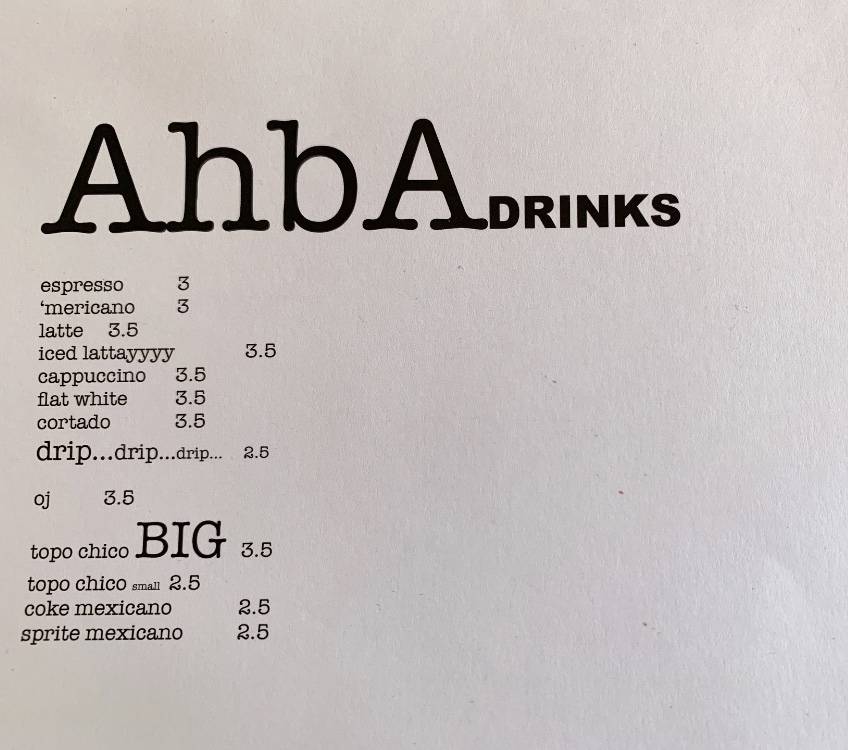 AhbA DRINKS
espresso 3
‘mericano 3
latte 3.5
iced lattayyyy 3.5
cappuccino 3.5
flat white 3.5
cortado 3.5
drip...drip...drip... 2.5
oj 3.5
topo chico BIG 3.5
topo chico small 2.5
coke mexicano 2.5
sprite mexicano 2.5